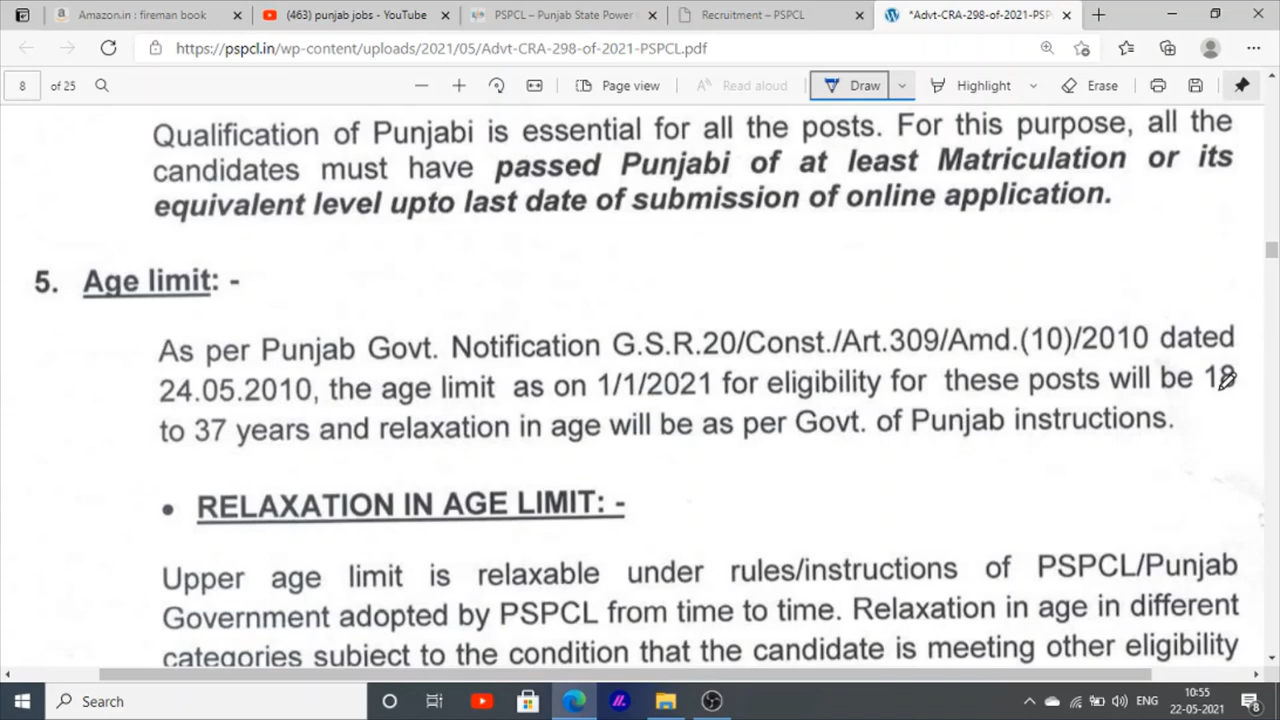 Amazon.in : fireman book
(463) punjab jobs - YouTube
PSPCL – Punjab State Power
Recruitment – PSPCL
*Advt-CRA-298-of-2021-PSP
https://pspcl.in/wp-content/uploads/2021/05/Advt-CRA-298-of-2021-PSPCL.pdf
8 of 25
Page view
Read aloud
Draw
Highlight
Erase
Qualification of Punjabi is essential for all the posts. For this purpose, all the
candidates must have passed Punjabi of at least Matriculation or its
equivalent level upto last date of submission of online application.
5. Age limit: -
As per Punjab Govt. Notification G.S.R.20/Const./Art.309/Amd.(10)/2010 dated
24.05.2010, the age limit as on 1/1/2021 for eligibility for these posts will be 18
to 37 years and relaxation in age will be as per Govt. of Punjab instructions.
• RELAXATION IN AGE LIMIT: -
Upper age limit is relaxable under rules/instructions of PSPCL/Punjab
Government adopted by PSPCL from time to time. Relaxation in age in different
categories subject to the condition that the candidate is meeting other eligibility
Search
ENG
10:55
22-05-2021
8